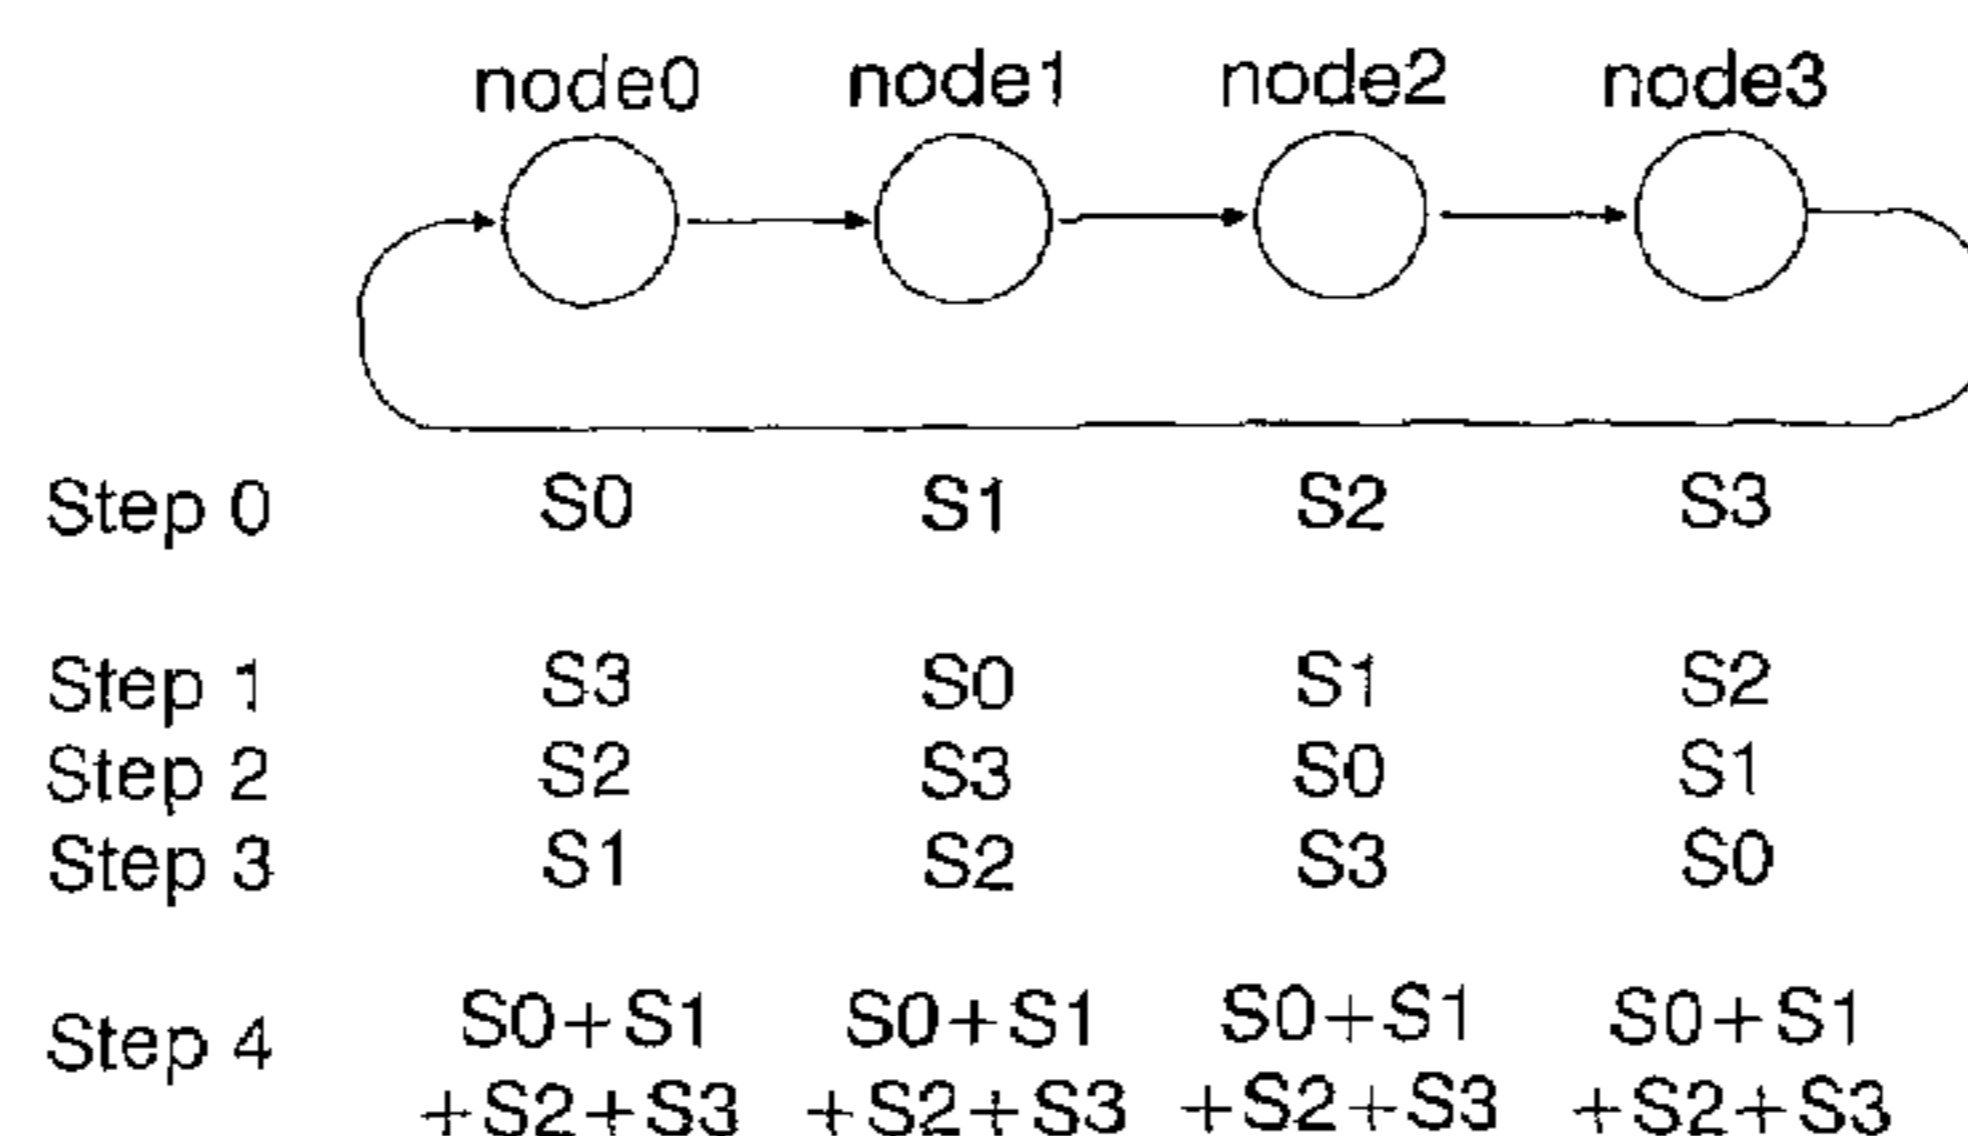 node0 node1 node2 node3
Step 0 S0 S1 S2 S3
Step 1 S3 S0 S1 S2
Step 2 S2 S3 S0 S1
Step 3 S1 S2 S3 S0
Step 4 S0+S1 S0+S1 S0+S1 S0+S1
+S2+S3 +S2+S3 +S2+S3 +S2+S3